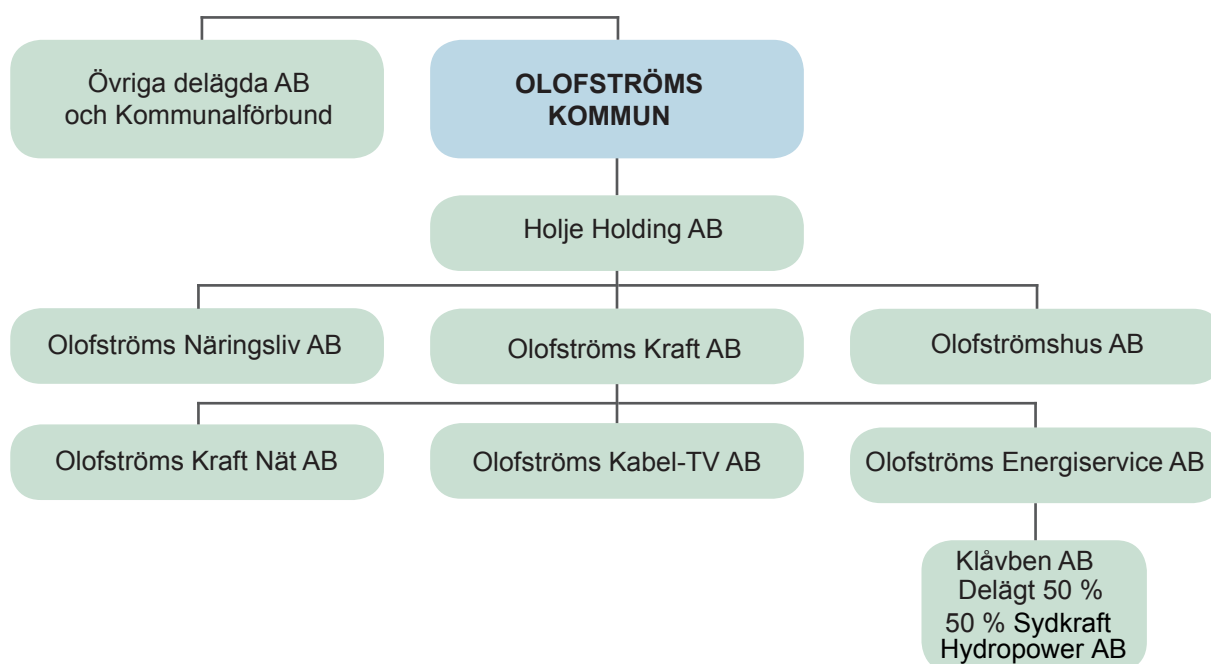 Övriga delägda AB
och Kommunalförbund
OLOFSTRÖMS
KOMMUN
Holje Holding AB
Olofströms Näringsliv AB
Olofströms Kraft AB
Olofströmshus AB
Olofströms Kraft Nät AB
Olofströms Kabel-TV AB
Olofströms Energiservice AB
Klåvben AB
Delägt 50 %
50 % Sydkraft
Hydropower AB